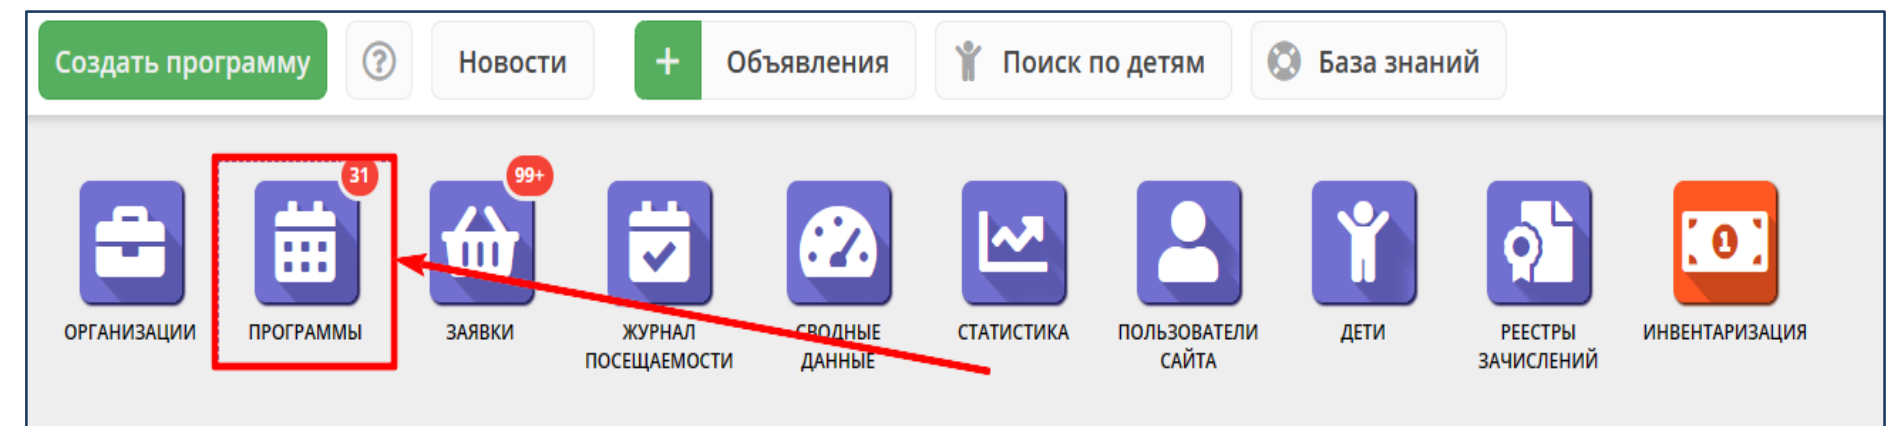 Создать программу
?
Новости
+
Объявления
Поиск по детям
База знаний
31
99+
1
ОРГАНИЗАЦИИ
ПРОГРАММЫ
ЗАЯВКИ
ЖУРНАЛ
ПОСЕЩАЕМОСТИ
СВОДНЫЕ
ДАННЫЕ
СТАТИСТИКА
ПОЛЬЗОВАТЕЛИ
САЙТА
ДЕТИ
РЕЕСТРЫ
ЗАЧИСЛЕНИЙ
ИНВЕНТАРИЗАЦИЯ